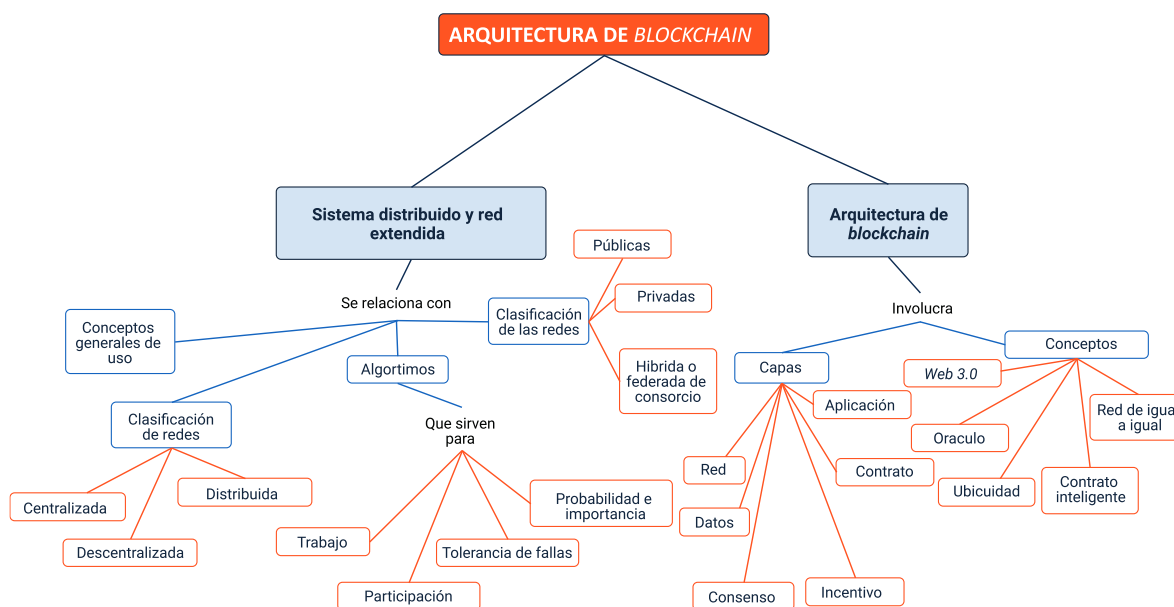 ARQUITECTURA DE BLOCKCHAIN
Sistema distribuido y red
extendida
Arquitectura de
blockchain
Se relaciona con
Conceptos
generales de
uso
Clasificación
de redes
Centralizada
Descentralizada
Distribuida
Algortimos
Que sirven
para
Trabajo
Participación
Tolerancia de fallas
Probabilidad e
importancia
Clasificación
de las redes
Públicas
Privadas
Hibrida o
federada de
consorcio
Involucra
Capas
Red
Datos
Consenso
Incentivo
Contrato
Aplicación
Conceptos
Web 3.0
Oraculo
Ubicuidad
Contrato
inteligente
Red de igua
a igual